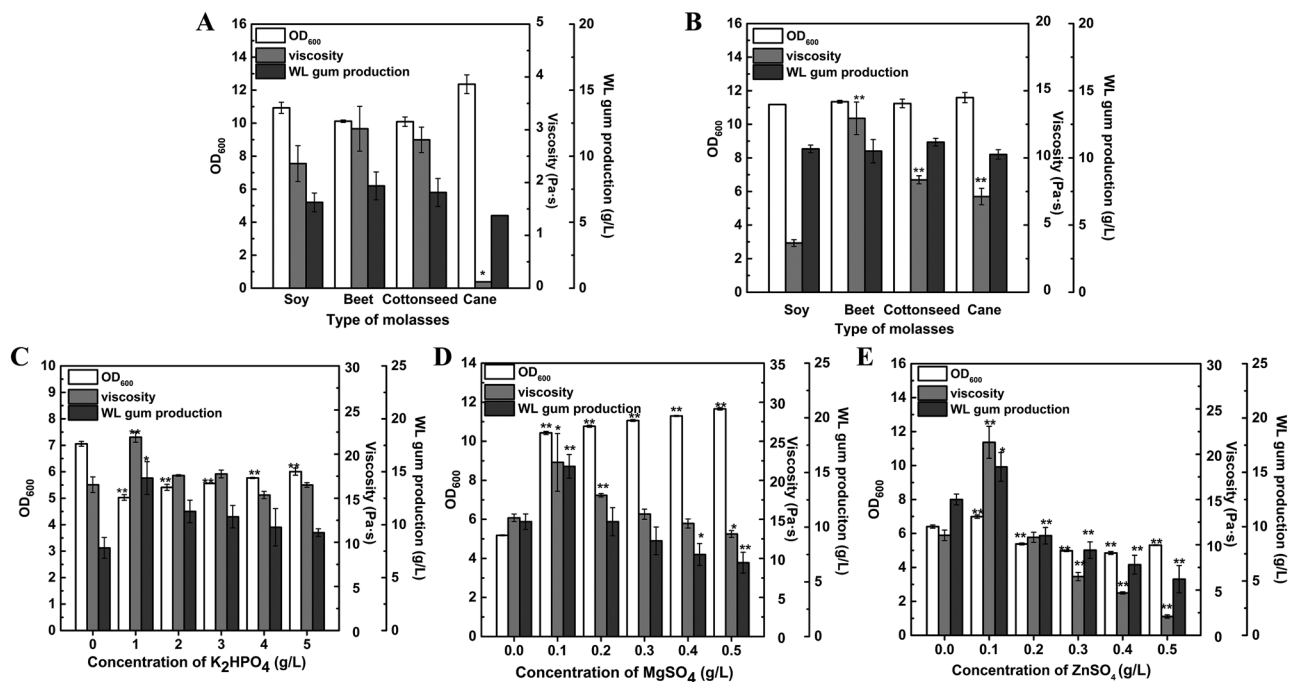 A
OD600
viscosity
WL gum production
16
14
12
10
8
6
4
2
0
OD600
5
4
3
2
1
0
Viscosity (Pa·s)
20
15
10
5
0
WL gum production (g/L)
*
Soy Beet Cottonseed Cane
Type of molasses
B
OD600
viscosity
WL gum production
16
14
12
10
8
6
4
2
0
OD600
20
15
10
5
0
Viscosity (Pa·s)
20
15
10
5
0
WL gum production (g/L)
**
**
**
Soy Beet Cottonseed Cane
Type of molasses
C
OD600
viscosity
WL gum production
10
9
8
7
6
5
4
3
2
1
0
OD600
30
25
20
15
10
5
0
Viscosity (Pa·s)
25
20
15
10
5
0
WL gum production (g/L)
** ** * ** ** ** **
0 1 2 3 4 5
Concentration of K2HPO4 (g/L)
D
OD600
viscosity
WL gum production
14
12
10
8
6
4
2
0
OD600
35
30
25
20
15
10
5
0
Viscosity (Pa·s)
25
20
15
10
5
0
WL gum produciton (g/L)
** * ** ** ** ** ** * ** * **
0.0 0.1 0.2 0.3 0.4 0.5
Concentration of MgSO4 (g/L)
E
OD600
viscosity
WL gum production
16
14
12
10
8
6
4
2
0
OD600
30
25
20
15
10
5
0
Viscosity (Pa·s)
25
20
15
10
5
0
WL gum production (g/L)
** ** * ** ** ** ** ** ** ** ** ** ** **
0.0 0.1 0.2 0.3 0.4 0.5
Concentration of ZnSO4 (g/L)